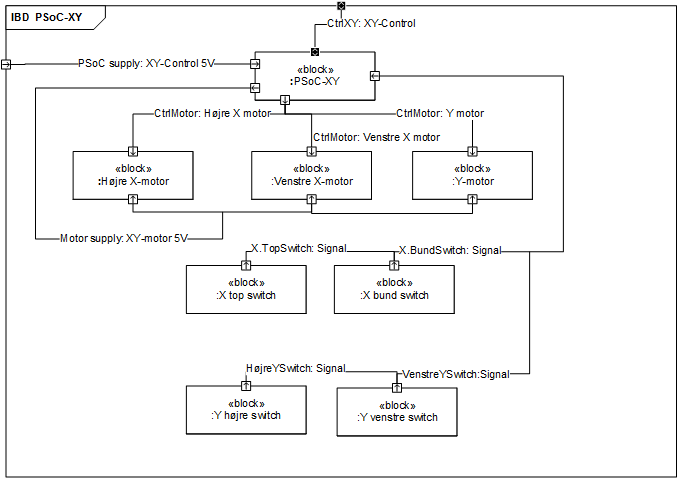 IBD PSoC-XY
CtrlXY: XY-Control
PSoC supply: XY-Control 5V
«block»
:PSoC-XY
CtrlMotor: Højre X motor
CtrlMotor: Y motor
CtrlMotor: Venstre X motor
«block»
:Højre X-motor
«block»
:Venstre X-motor
«block»
:Y-motor
Motor supply: XY-motor 5V
X.TopSwitch: Signal
X.BundSwitch: Signal
«block»
:X top switch
«block»
:X bund switch
HøjreYSwitch: Signal
VenstreYSwitch:Signal
«block»
:Y højre switch
«block»
:Y venstre switch